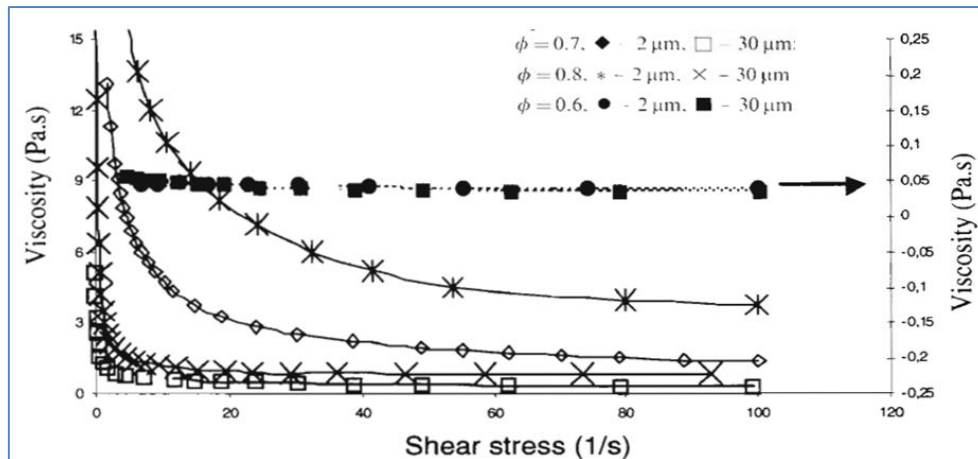 15
12
9
6
3
0
Viscosity (Pa.s)
ϕ = 0.7, ◆ - 2 µm, □ - 30 µm;
ϕ = 0.8, * - 2 µm, × - 30 µm
ϕ = 0.6, ● - 2 µm, ■ - 30 µm
0,25
0,2
0,15
0,1
0,05
0
-0,05
-0,1
-0,15
-0,2
-0,25
Viscosity (Pa.s)
0 20 40 60 80 100 120
Shear stress (1/s)